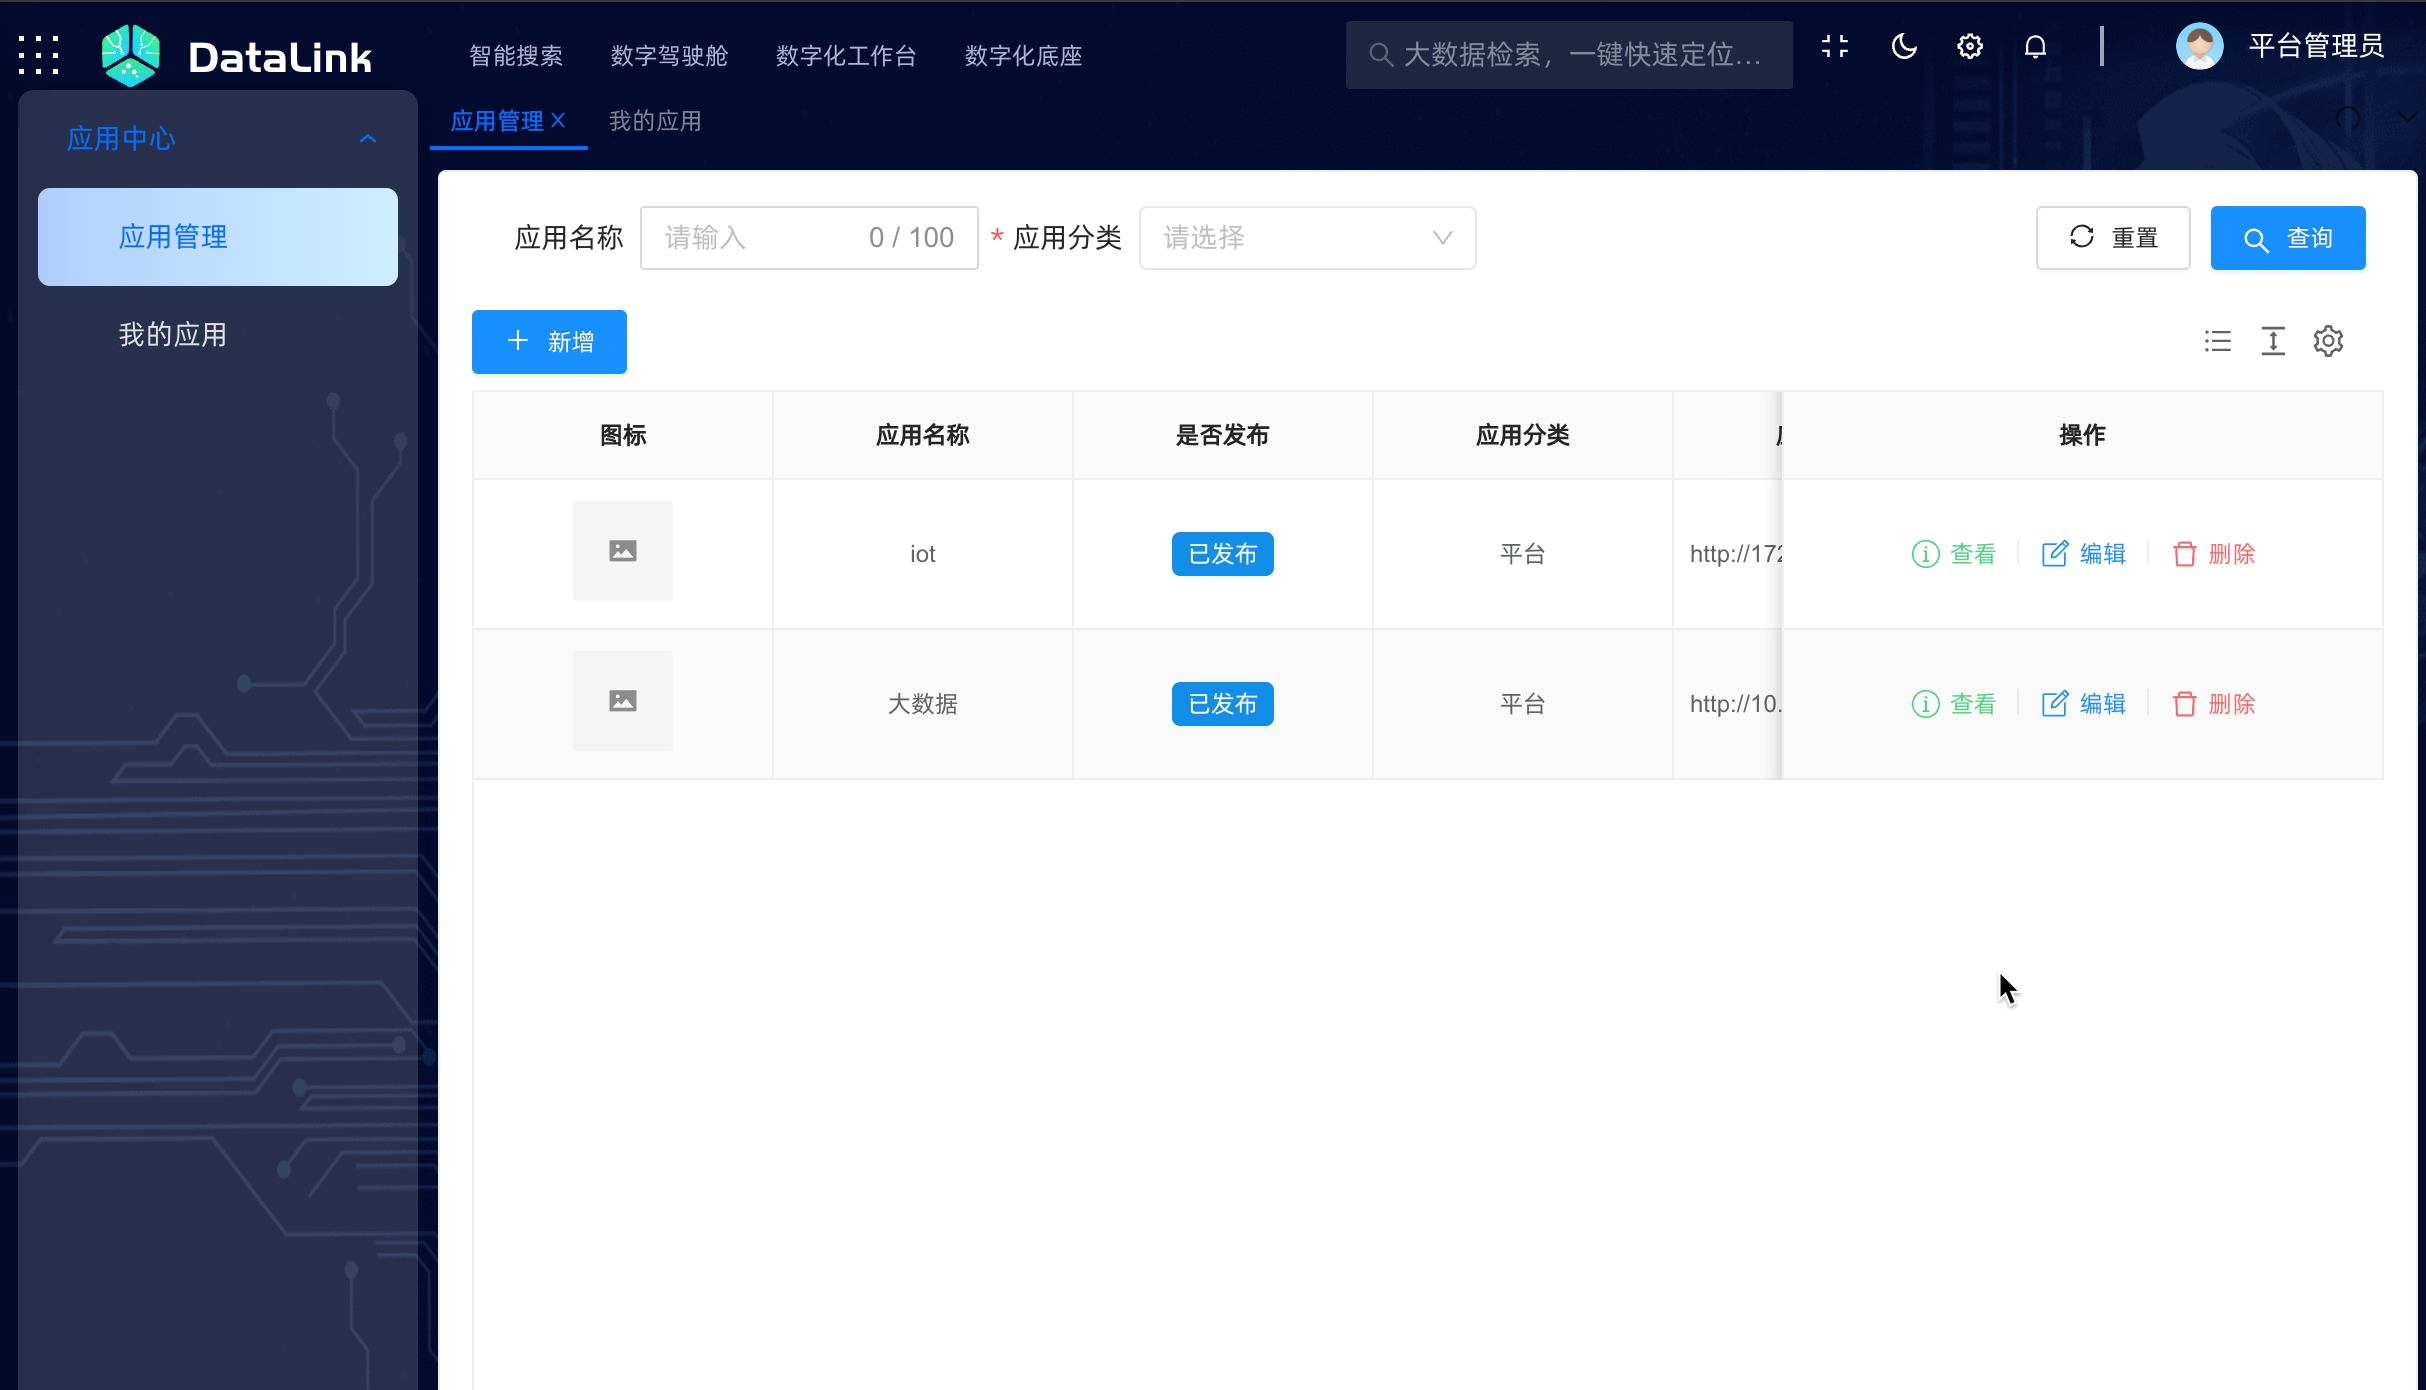 DataLink
智能搜索 数字驾驶舱 数字化工作台 数字化底座
大数据检索，一键快速定位...
平台管理员
应用中心
应用管理
我的应用
应用管理 我的应用
应用名称 请输入 0 / 100 * 应用分类 请选择 重置 查询
新增
图标 应用名称 是否发布 应用分类 操作
iot 已发布 平台 http://172 查看 编辑 删除
大数据 已发布 平台 http://10. 查看 编辑 删除